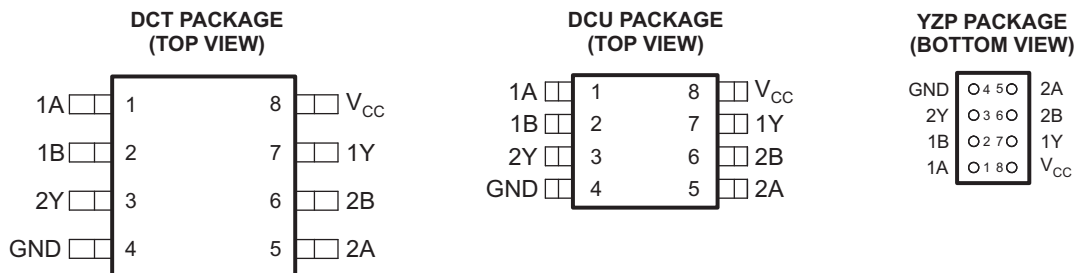 DCT PACKAGE
(TOP VIEW)
1A 1 8 VCC
1B 2 7 1Y
2Y 3 6 2B
GND 4 5 2A
DCU PACKAGE
(TOP VIEW)
1A 1 8 VCC
1B 2 7 1Y
2Y 3 6 2B
GND 4 5 2A
YZP PACKAGE
(BOTTOM VIEW)
GND 4 5 2A
2Y 3 6 2B
1B 2 7 1Y
1A 1 8 VCC